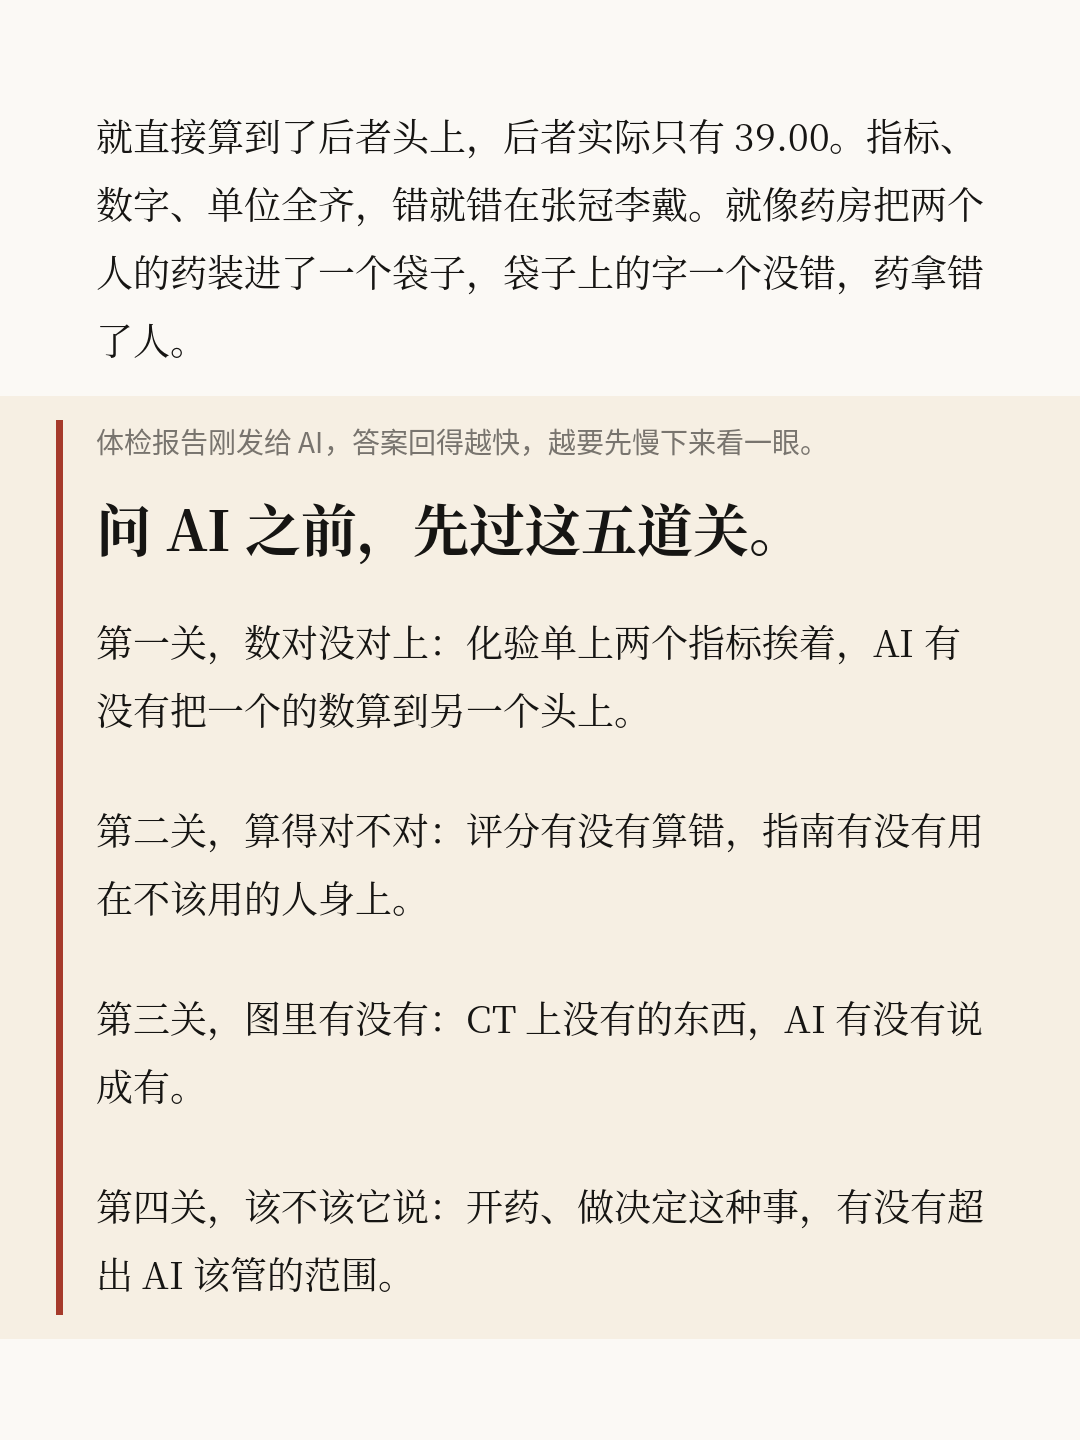 就直接算到了后者头上，后者实际只有 39.00。指标、
数字、单位全齐，错就错在张冠李戴。就像药房把两个
人的药装进了一个袋子，袋子上的字一个没错，药拿错
了人。
体检报告刚发给 AI，答案回得越快，越要先慢下来看一眼。
问 AI 之前，先过这五道关。
第一关，数对没对上：化验单上两个指标挨着，AI 有
没有把一个的数算到另一个头上。
第二关，算得对不对：评分有没有算错，指南有没有用
在不该用的人身上。
第三关，图里有没有：CT 上没有的东西，AI 有没有说
成有。
第四关，该不该它说：开药、做决定这种事，有没有超
出 AI 该管的范围。